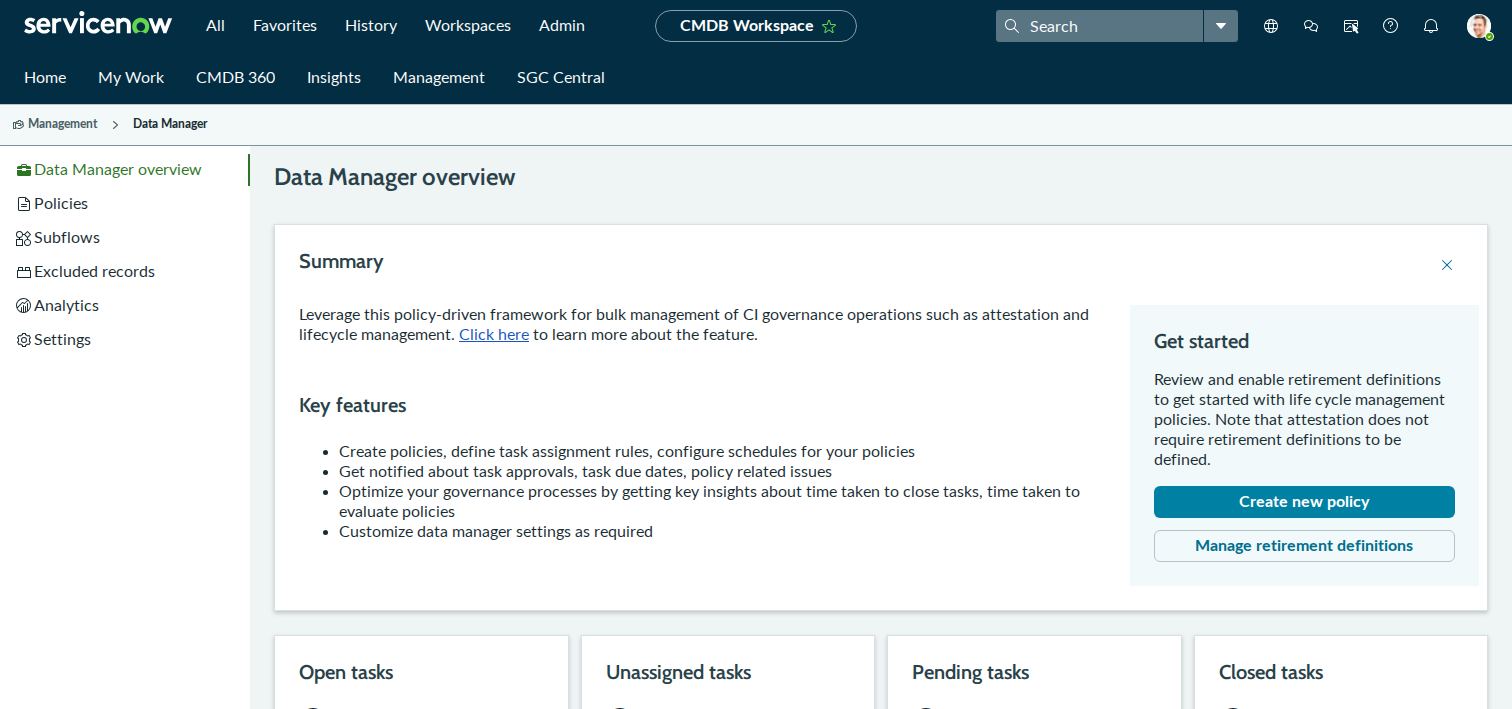 servicenow All Favorites History Workspaces Admin CMDB Workspace Search
Home My Work CMDB 360 Insights Management SGC Central
Management Data Manager
Data Manager overview
Policies
Subflows
Excluded records
Analytics
Settings
Data Manager overview
Summary
Leverage this policy-driven framework for bulk management of CI governance operations such as attestation and
lifecycle management. Click here to learn more about the feature.
Key features
• Create policies, define task assignment rules, configure schedules for your policies
• Get notified about task approvals, task due dates, policy related issues
• Optimize your governance processes by getting key insights about time taken to close tasks, time taken to
evaluate policies
• Customize data manager settings as required
Get started
Review and enable retirement definitions
to get started with life cycle management
policies. Note that attestation does not
require retirement definitions to be
defined.
Create new policy
Manage retirement definitions
Open tasks Unassigned tasks Pending tasks Closed tasks